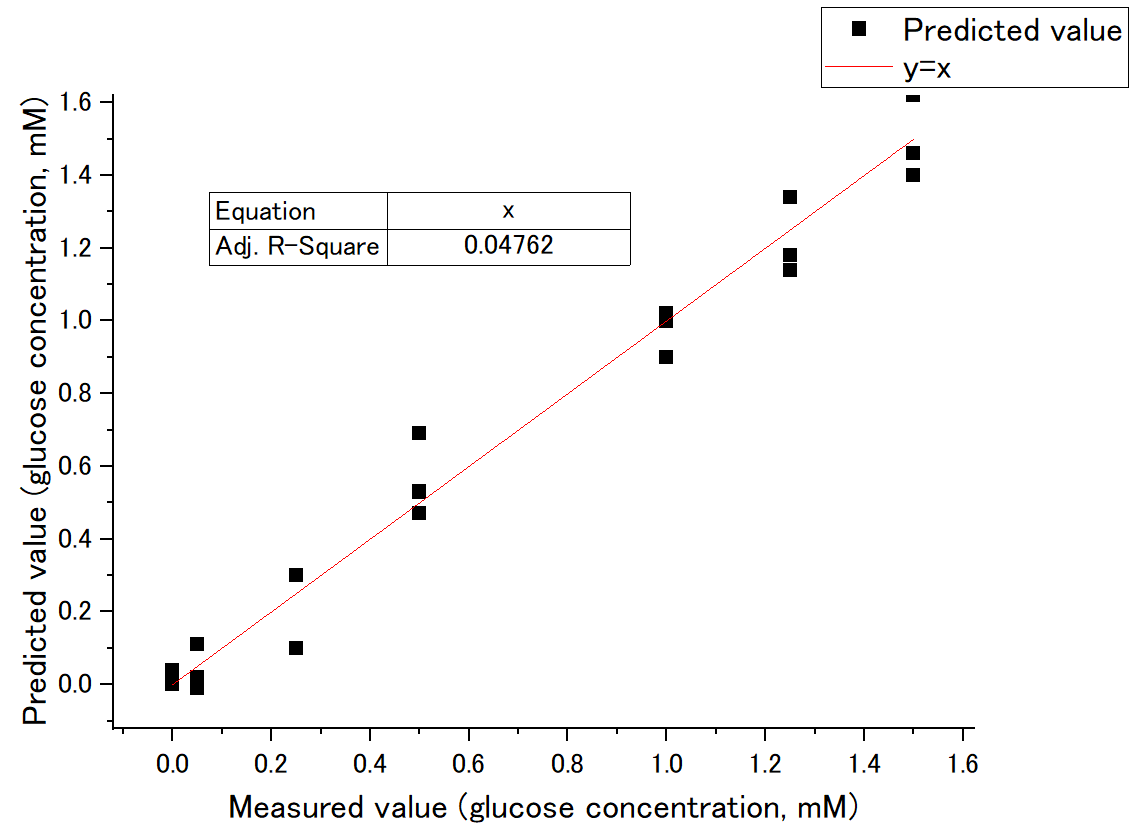 Predicted value
y=x
1.6
1.4
1.2
1.0
0.8
0.6
0.4
0.2
0.0
Predicted value (glucose concentration, mM)
Equation x
Adj. R-Square 0.04762
0.0 0.2 0.4 0.6 0.8 1.0 1.2 1.4 1.6
Measured value (glucose concentration, mM)